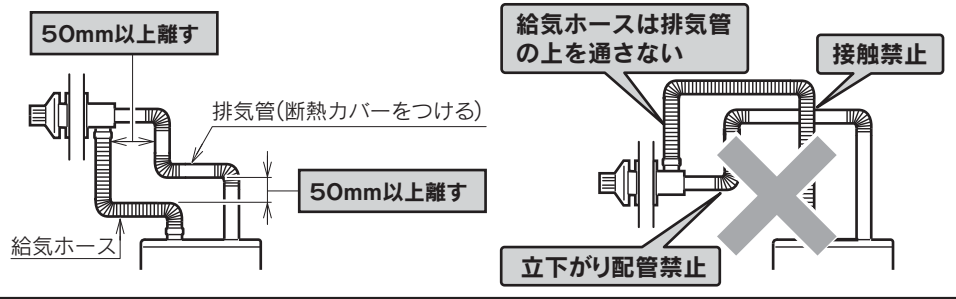 50mm以上離す
排気管(断熱カバーをつける)
50mm以上離す
給気ホース
給気ホースは排気管
の上を通さない
接触禁止
立下がり配管禁止